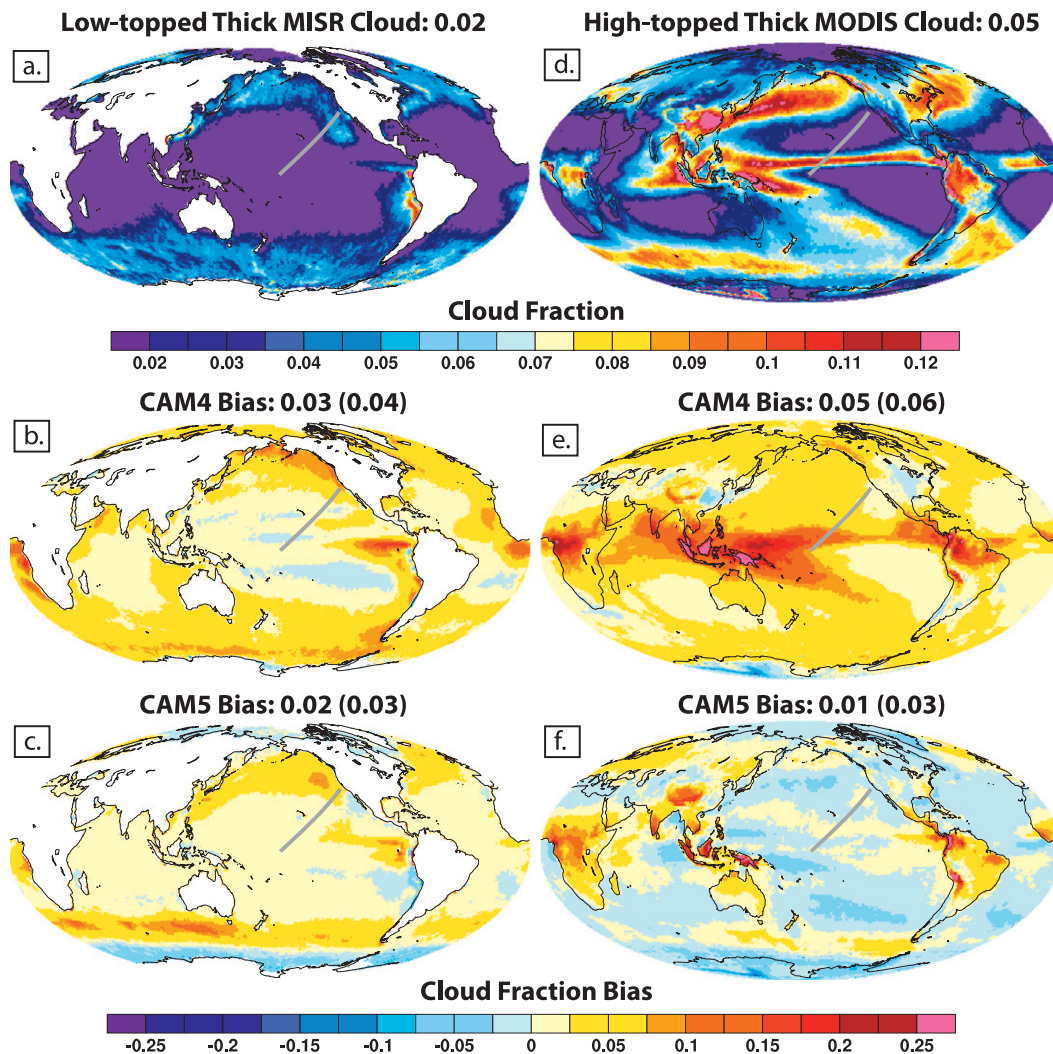 Low-topped Thick MISR Cloud: 0.02
High-topped Thick MODIS Cloud: 0.05
a.
d.
Cloud Fraction
0.02 0.03 0.04 0.05 0.06 0.07 0.08 0.09 0.1 0.11 0.12
CAM4 Bias: 0.03 (0.04)
CAM4 Bias: 0.05 (0.06)
b.
e.
CAM5 Bias: 0.02 (0.03)
CAM5 Bias: 0.01 (0.03)
c.
f.
Cloud Fraction Bias
-0.25 -0.2 -0.15 -0.1 -0.05 0 0.05 0.1 0.15 0.2 0.25